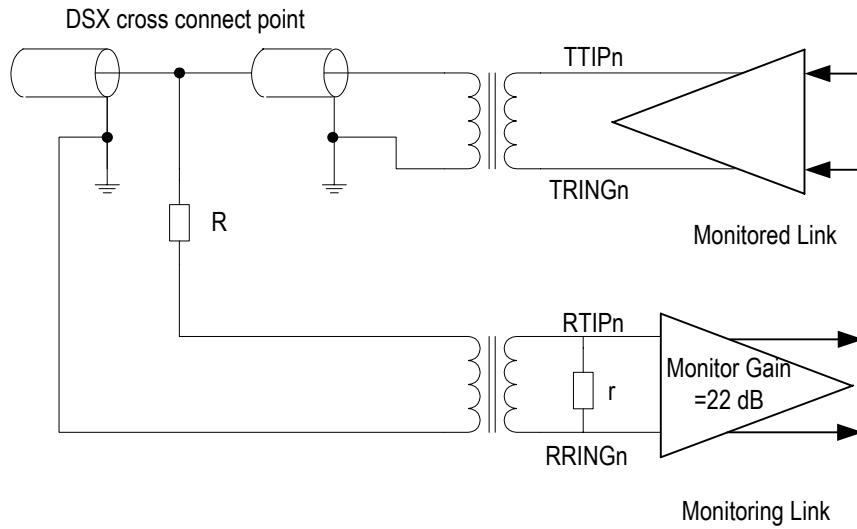 DSX cross connect point
TTIPn
TRINGn
R
Monitored Link
RTIPn
Monitor Gain
=22 dB
r
RRINGn
Monitoring Link